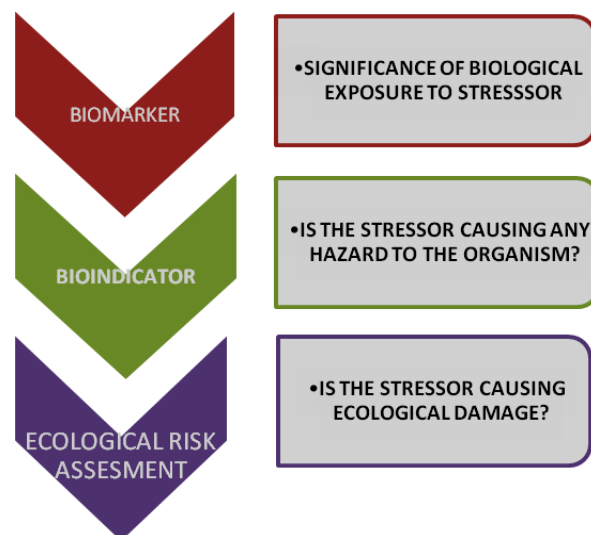 BIOMARKER
•SIGNIFICANCE OF BIOLOGICAL
EXPOSURE TO STRESSSOR
BIOINDICATOR
•IS THE STRESSOR CAUSING ANY
HAZARD TO THE ORGANISM?
ECOLOGICAL RISK
ASSESMENT
•IS THE STRESSOR CAUSING
ECOLOGICAL DAMAGE?